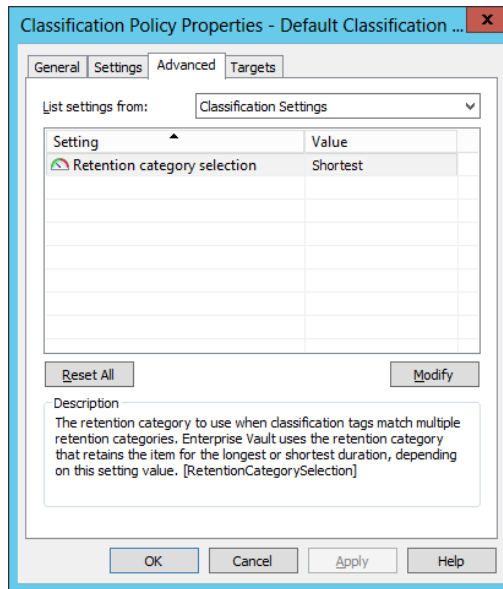 Classification Policy Properties - Default Classification ...
x
General Settings Advanced Targets
List settings from: Classification Settings
Setting Value
Retention category selection Shortest
Reset All Modify
Description
The retention category to use when classification tags match multiple
retention categories. Enterprise Vault uses the retention category
that retains the item for the longest or shortest duration, depending
on this setting value. [RetentionCategorySelection]
OK Cancel Apply Help